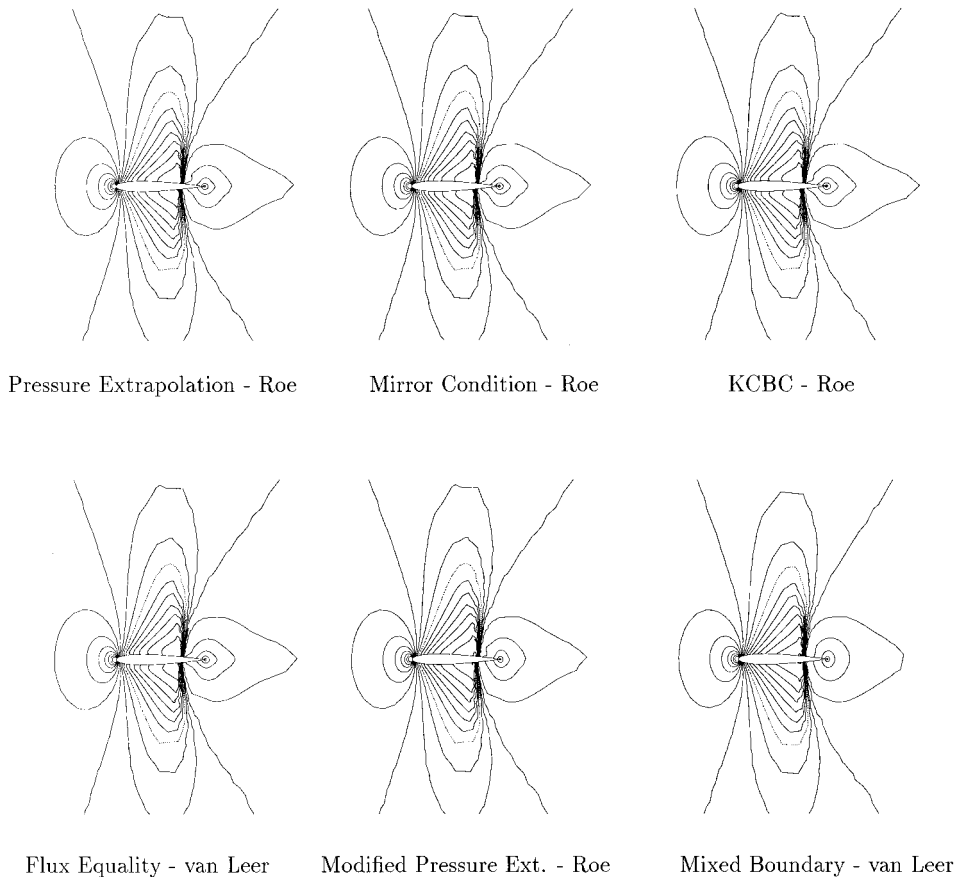 Pressure Extrapolation - Roe
Mirror Condition - Roe
KCBC - Roe
Flux Equality - van Leer
Modified Pressure Ext. - Roe
Mixed Boundary - van Leer